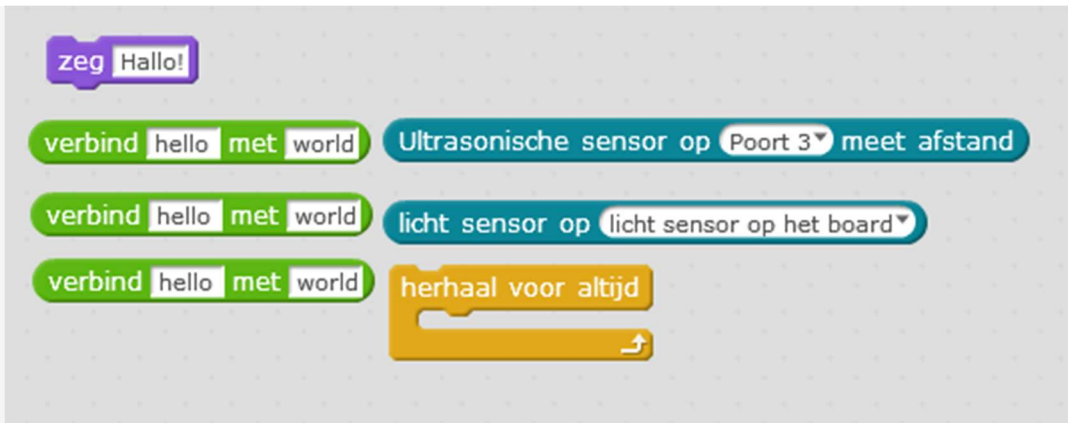 zeg Hallo!
verbind hello met world Ultrasonische sensor op Poort 3 meet afstand
verbind hello met world licht sensor op licht sensor op het board
verbind hello met world herhaal voor altijd